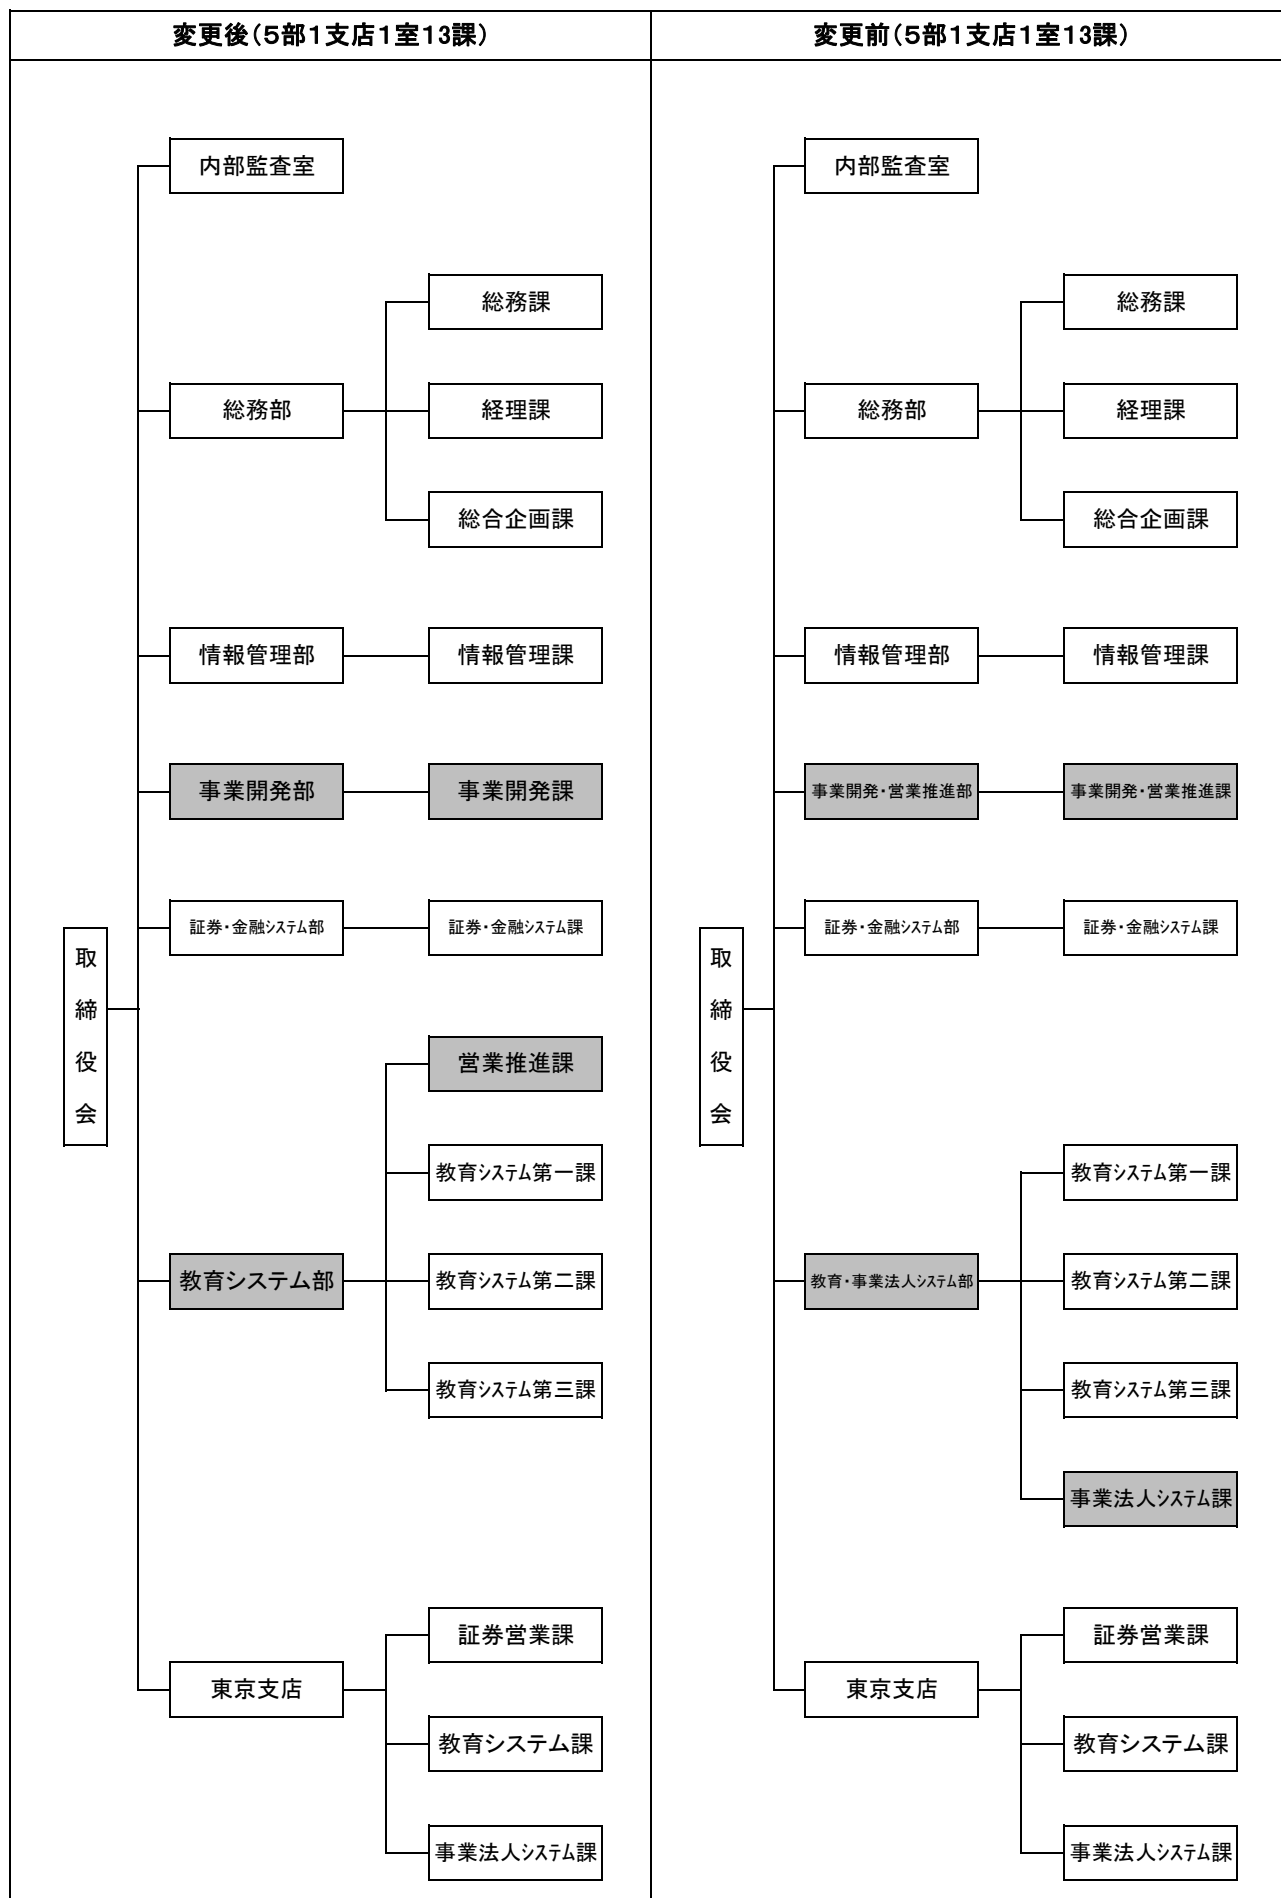 変更後(5部1支店1室13課)
内部監査室
総務課
総務部
経理課
総合企画課
情報管理部
情報管理課
事業開発部
事業開発課
証券・金融ｼｽﾃﾑ部
証券・金融ｼｽﾃﾑ課
取締役会
営業推進課
教育ｼｽﾃﾑ第一課
教育システム部
教育ｼｽﾃﾑ第二課
教育ｼｽﾃﾑ第三課
証券営業課
東京支店
教育システム課
事業法人ｼｽﾃﾑ課
変更前(5部1支店1室13課)
内部監査室
総務課
総務部
経理課
総合企画課
情報管理部
情報管理課
事業開発・営業推進部
事業開発・営業推進課
証券・金融ｼｽﾃﾑ部
証券・金融ｼｽﾃﾑ課
取締役会
教育ｼｽﾃﾑ第一課
教育・事業法人ｼｽﾃﾑ部
教育ｼｽﾃﾑ第二課
教育ｼｽﾃﾑ第三課
事業法人ｼｽﾃﾑ課
証券営業課
東京支店
教育システム課
事業法人ｼｽﾃﾑ課